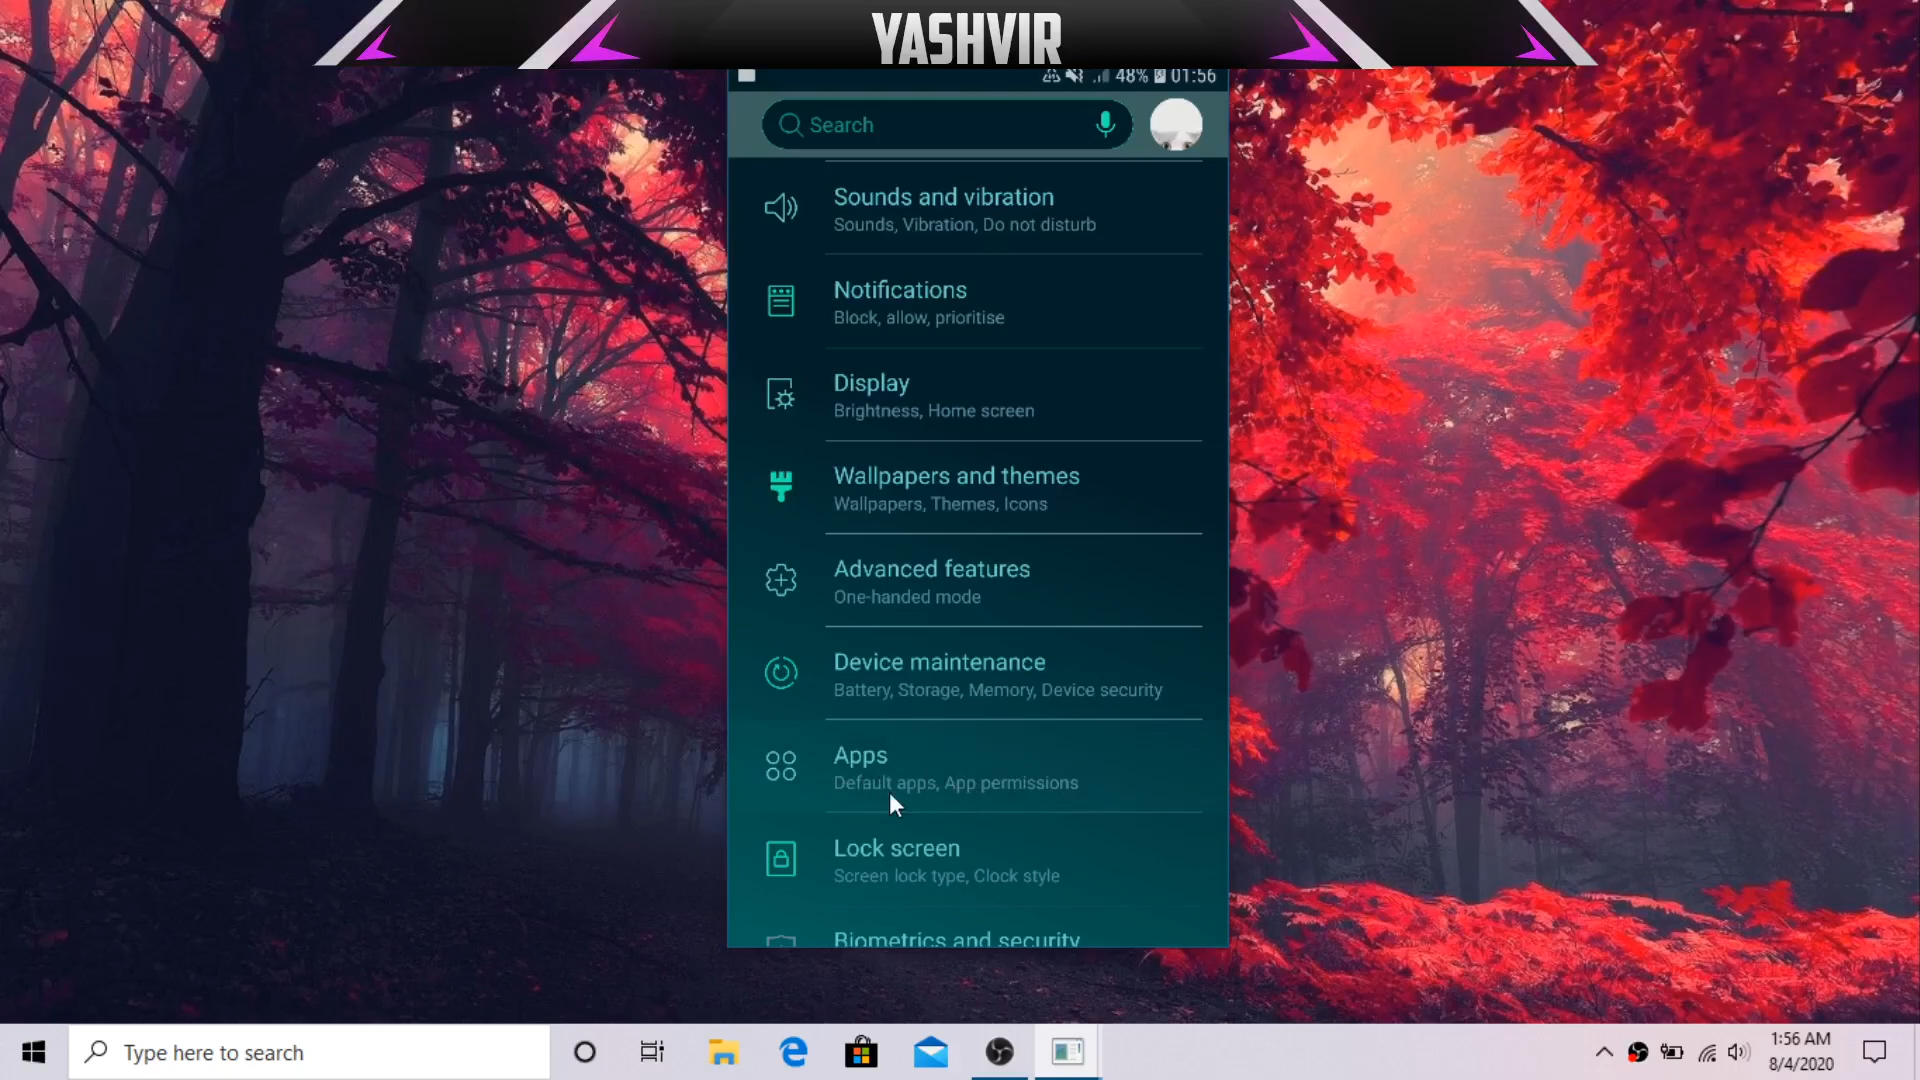 YASHVIR
48% 01:56
Search
Sounds and vibration
Sounds, Vibration, Do not disturb
Notifications
Block, allow, prioritise
Display
Brightness, Home screen
Wallpapers and themes
Wallpapers, Themes, Icons
Advanced features
One-handed mode
Device maintenance
Battery, Storage, Memory, Device security
Apps
Default apps, App permissions
Lock screen
Screen lock type, Clock style
Biometrics and security
Type here to search
1:56 AM
8/4/2020